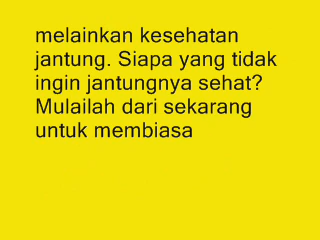 melainkan kesehatan
jantung. Siapa yang tidak
ingin jantungnya sehat?
Mulailah dari sekarang
untuk membiasa